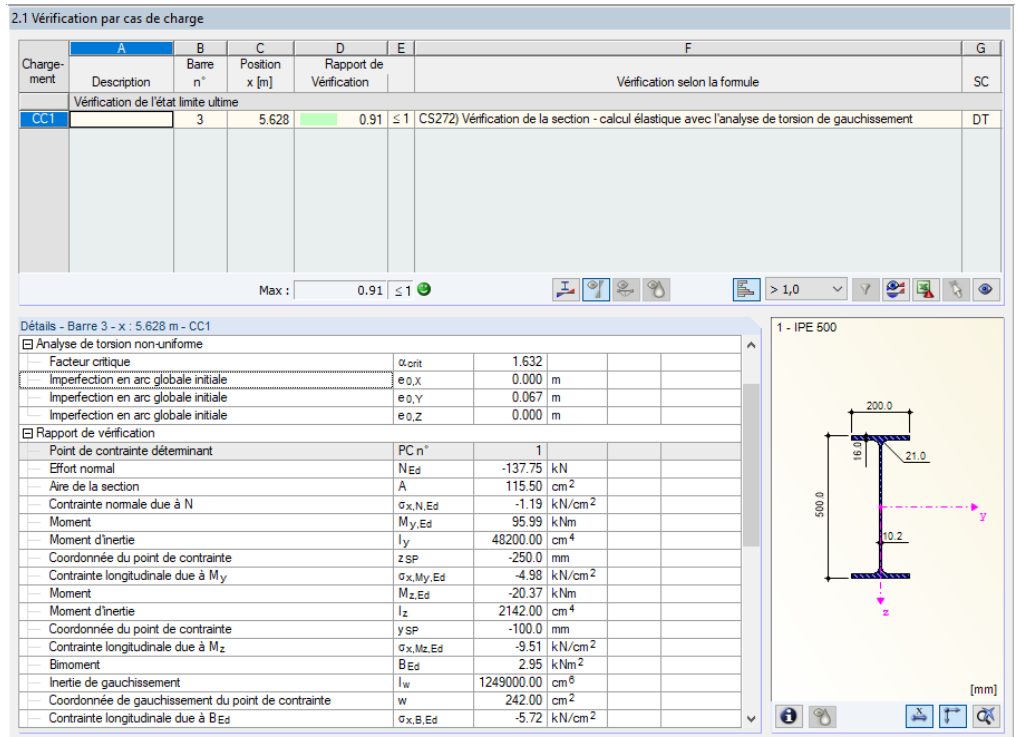 2.1 Vérification par cas de charge
A B C D E F G
Charge- Barre Position Rapport de
ment Description n° x [m] Vérification Vérification selon la formule SC
Vérification de l'état limite ultime
CC1 3 5.628 0.91 ≤ 1 CS272) Vérification de la section - calcul élastique avec l'analyse de torsion de gauchissement DT
Max : 0.91 ≤ 1 > 1,0
Détails - Barre 3 - x : 5.628 m - CC1
Analyse de torsion non-uniforme
Facteur critique αcrit 1.632
Imperfection en arc globale initiale e0,X 0.000 m
Imperfection en arc globale initiale e0,Y 0.067 m
Imperfection en arc globale initiale e0,Z 0.000 m
Rapport de vérification
Point de contrainte déterminant PC n° 1
Effort normal NEd -137.75 kN
Aire de la section A 115.50 cm2
Contrainte normale due à N σx,N,Ed -1.19 kN/cm2
Moment My,Ed 95.99 kNm
Moment d'inertie Iy 48200.00 cm4
Coordonnée du point de contrainte zSP -250.0 mm
Contrainte longitudinale due à My σx,My,Ed -4.98 kN/cm2
Moment Mz,Ed -20.37 kNm
Moment d'inertie Iz 2142.00 cm4
Coordonnée du point de contrainte ySP -100.0 mm
Contrainte longitudinale due à Mz σx,Mz,Ed -9.51 kN/cm2
Bimoment BEd 2.95 kNm2
Inertie de gauchissement Iw 1249000.00 cm6
Coordonnée de gauchissement du point de contrainte w 242.00 cm2
Contrainte longitudinale due à BEd σx,B,Ed -5.72 kN/cm2
1 - IPE 500
200.0
16.0
21.0
500.0
y
10.2
z
[mm]